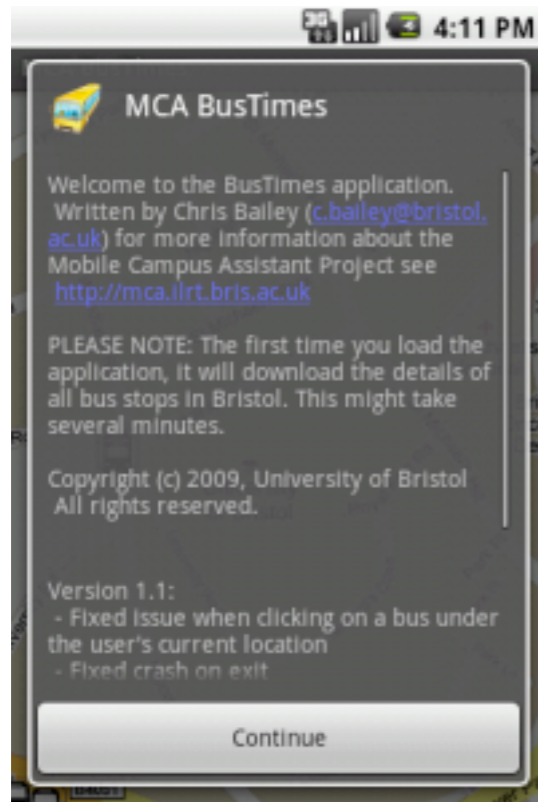 3G
4:11 PM
MCA BusTimes
Welcome to the BusTimes application.
Written by Chris Bailey (c.bailey@bristol.
ac.uk) for more information about the
Mobile Campus Assistant Project see
http://mca.ilrt.bris.ac.uk
PLEASE NOTE: The first time you load the
application, it will download the details of
all bus stops in Bristol. This might take
several minutes.
Copyright (c) 2009, University of Bristol
All rights reserved.
Version 1.1:
- Fixed issue when clicking on a bus under
the user's current location
- Fixed crash on exit
Continue
B4051